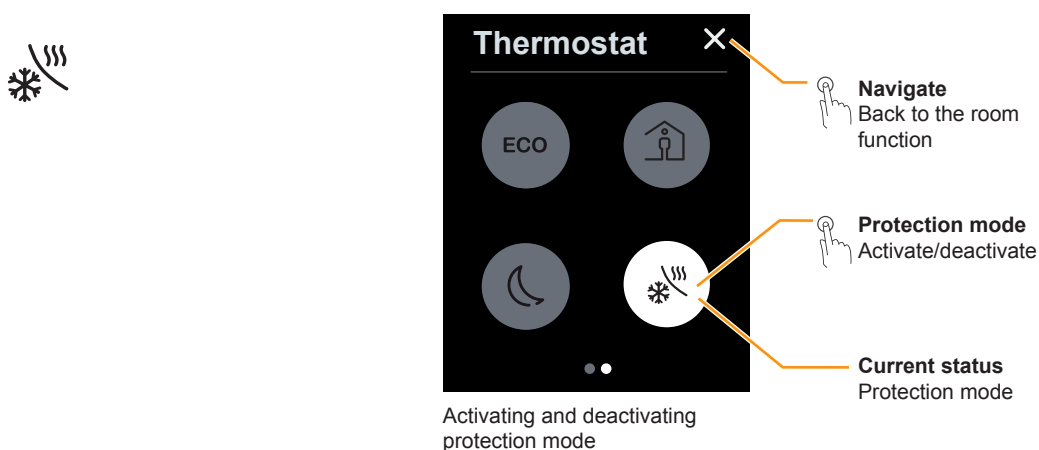 Thermostat
Navigate
Back to the room
function
ECO
Protection mode
Activate/deactivate
Current status
Protection mode
Activating and deactivating
protection mode